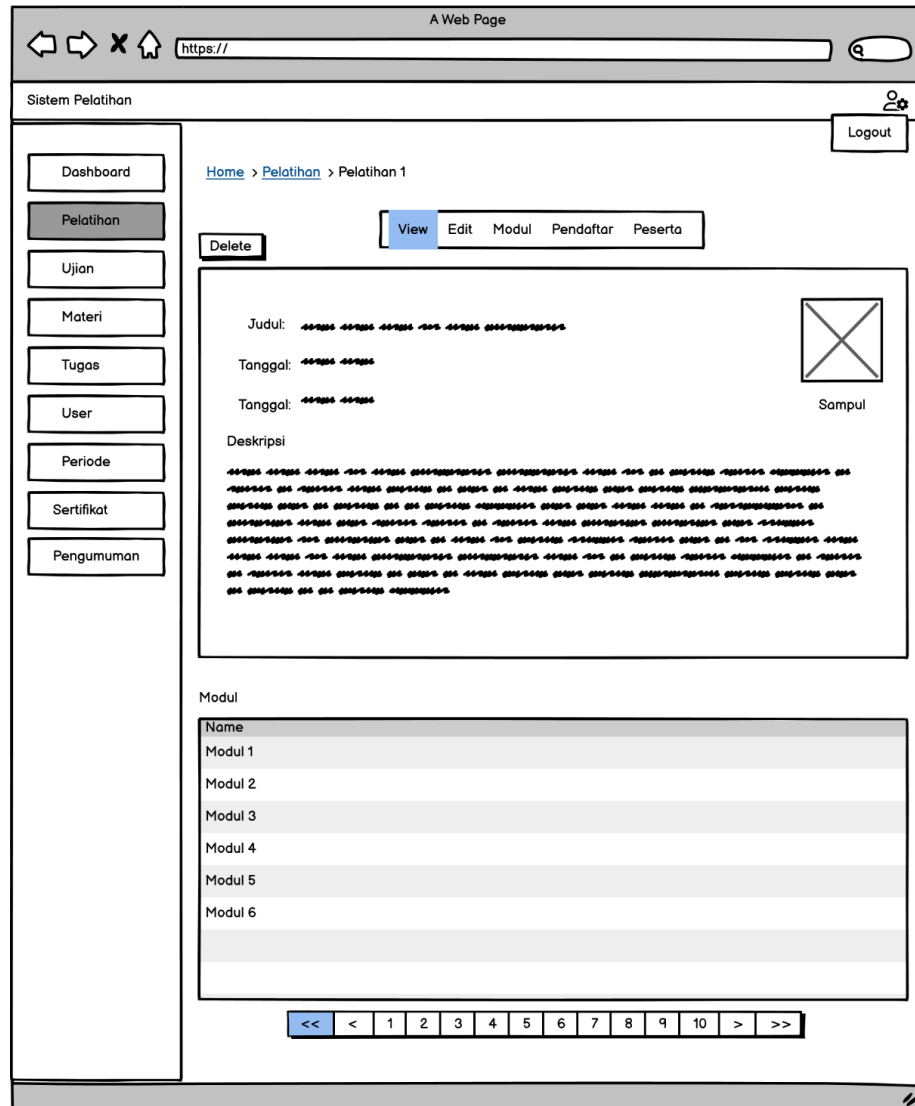 A Web Page
https://
Sistem Pelatihan
Logout
Dashboard
Pelatihan
Ujian
Materi
Tugas
User
Periode
Sertifikat
Pengumuman
Home > Pelatihan > Pelatihan 1
View Edit Modul Pendaftar Peserta
Delete
Judul:
Tanggal:
Tanggal:
Sampul
Deskripsi
Modul
Name
Modul 1
Modul 2
Modul 3
Modul 4
Modul 5
Modul 6
<< < 1 2 3 4 5 6 7 8 9 10 > >>